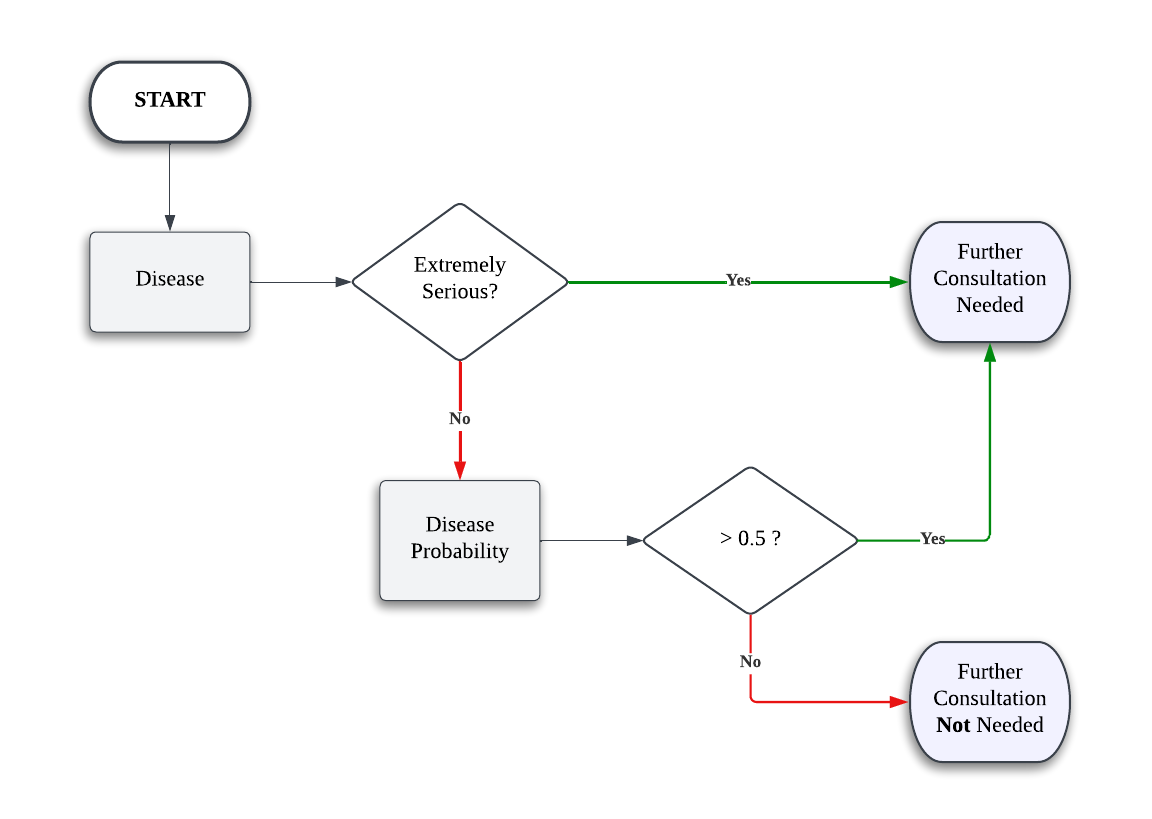 START
Disease
Extremely
Serious?
Yes
Further
Consultation
Needed
No
Disease
Probability
> 0.5 ?
Yes
No
Further
Consultation
Not Needed